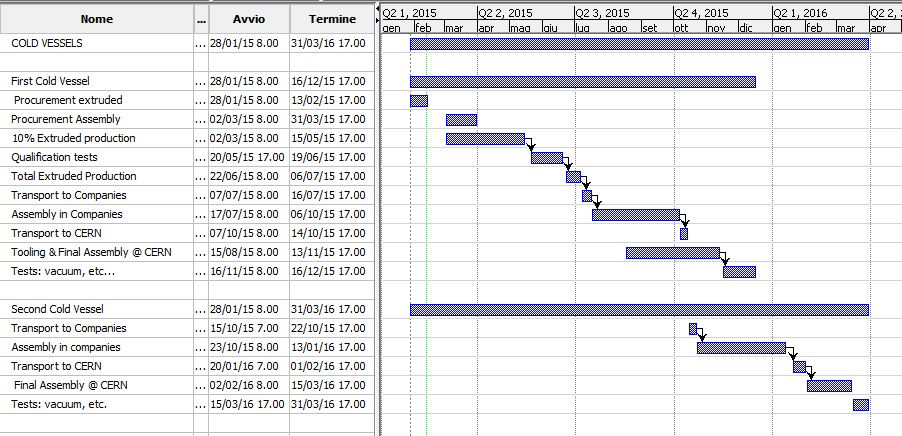 Nome ... Avvio Termine Q2 1, 2015 Q2 2, 2015 Q2 3, 2015 Q2 4, 2015 Q2 1, 2016 Q2 2,
gen feb mar apr mag giu lug ago set ott nov dic gen feb mar apr
COLD VESSELS ... 28/01/15 8.00 31/03/16 17.00
First Cold Vessel ... 28/01/15 8.00 16/12/15 17.00
Procurement extruded ... 28/01/15 8.00 13/02/15 17.00
Procurement Assembly ... 02/03/15 8.00 31/03/15 17.00
10% Extruded production ... 02/03/15 8.00 15/05/15 17.00
Qualification tests ... 20/05/15 17.00 19/06/15 17.00
Total Extruded Production ... 22/06/15 8.00 06/07/15 17.00
Transport to Companies ... 07/07/15 8.00 16/07/15 17.00
Assembly in Companies ... 17/07/15 8.00 06/10/15 17.00
Transport to CERN ... 07/10/15 8.00 14/10/15 17.00
Tooling & Final Assembly @ CERN ... 15/08/15 8.00 13/11/15 17.00
Tests: vacuum, etc... ... 16/11/15 8.00 16/12/15 17.00
Second Cold Vessel ... 28/01/15 8.00 31/03/16 17.00
Transport to Companies ... 15/10/15 7.00 22/10/15 17.00
Assembly in companies ... 23/10/15 8.00 13/01/16 17.00
Transport to CERN ... 20/01/16 7.00 01/02/16 17.00
Final Assembly @ CERN ... 02/02/16 8.00 15/03/16 17.00
Tests: vacuum, etc. ... 15/03/16 17.00 31/03/16 17.00